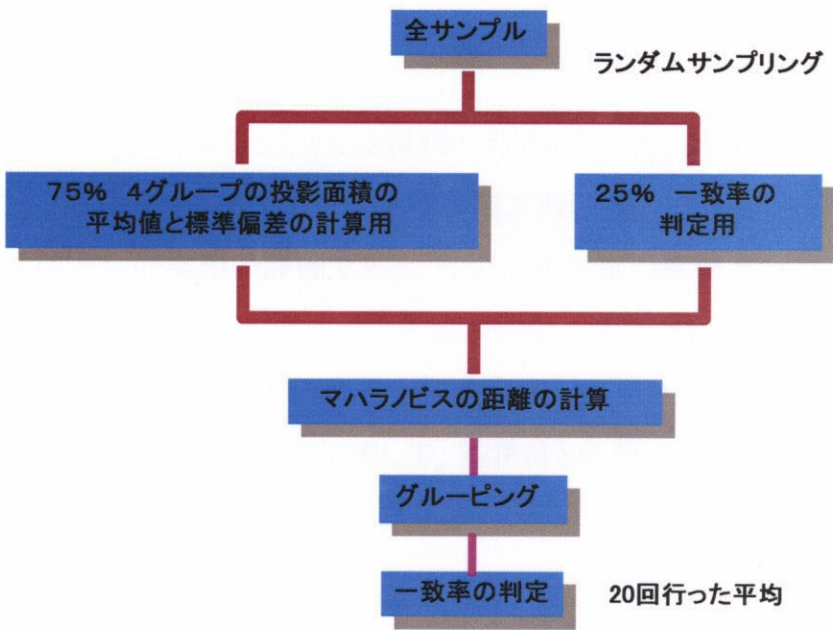 全サンプル
ランダムサンプリング
75% 4グループの投影面積の
平均値と標準偏差の計算用
25% 一致率の
判定用
マハラノビスの距離の計算
グルーピング
一致率の判定
20回行った平均